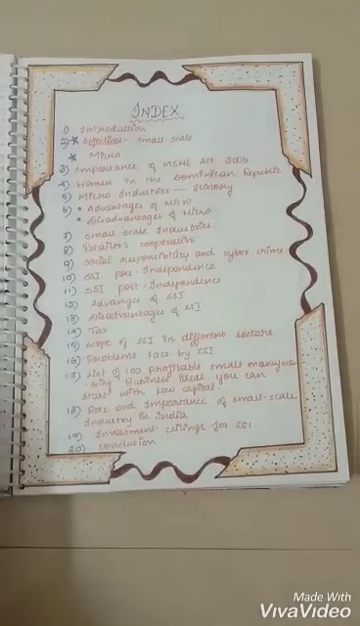 INDEX
1) Introduction
2) ★ Objectives - small scale
★ Micro
3) Importance of MSME Act 2006
4) Women in the Dominican Republic
5) Micro Industries — History
6) • Advantages of Micro
• Disadvantages of Micro
7) Small scale Industries
8) Retailers cooperative
9) Social responsibility and cyber crime
10) SSI pre-Independence
11) SSI post-Independence
12) Advanges of SSI
13) Disadvantages of SSI
14) Tax
15) scope of SSI in different sectors
16) Problems Face by SSI
17) List of 100 profitable small manufact-
Business Ideas you can
start with low capital
18) Role and Importance of small-scale
Industry in India
19) Investment ceilings for SSI
20) conclusion
Made With
VivaVideo